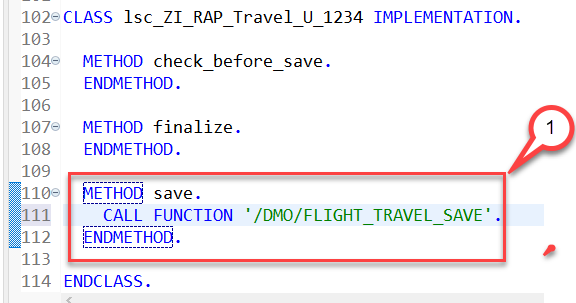 102 CLASS lsc_ZI_RAP_Travel_U_1234 IMPLEMENTATION.
103
104 METHOD check_before_save.
105 ENDMETHOD.
106
107 METHOD finalize.
108 ENDMETHOD.
109
1
110 METHOD save.
111 CALL FUNCTION '/DMO/FLIGHT_TRAVEL_SAVE'.
112 ENDMETHOD.
113
114 ENDCLASS.